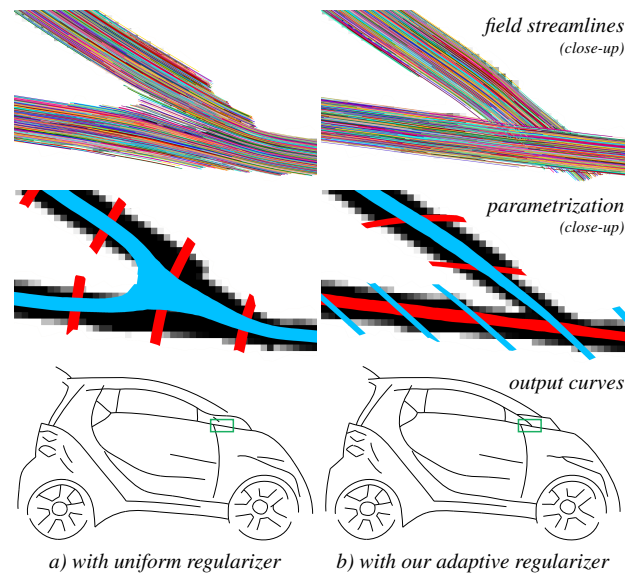 field streamlines
(close-up)
parametrization
(close-up)
output curves
a) with uniform regularizer
b) with our adaptive regularizer